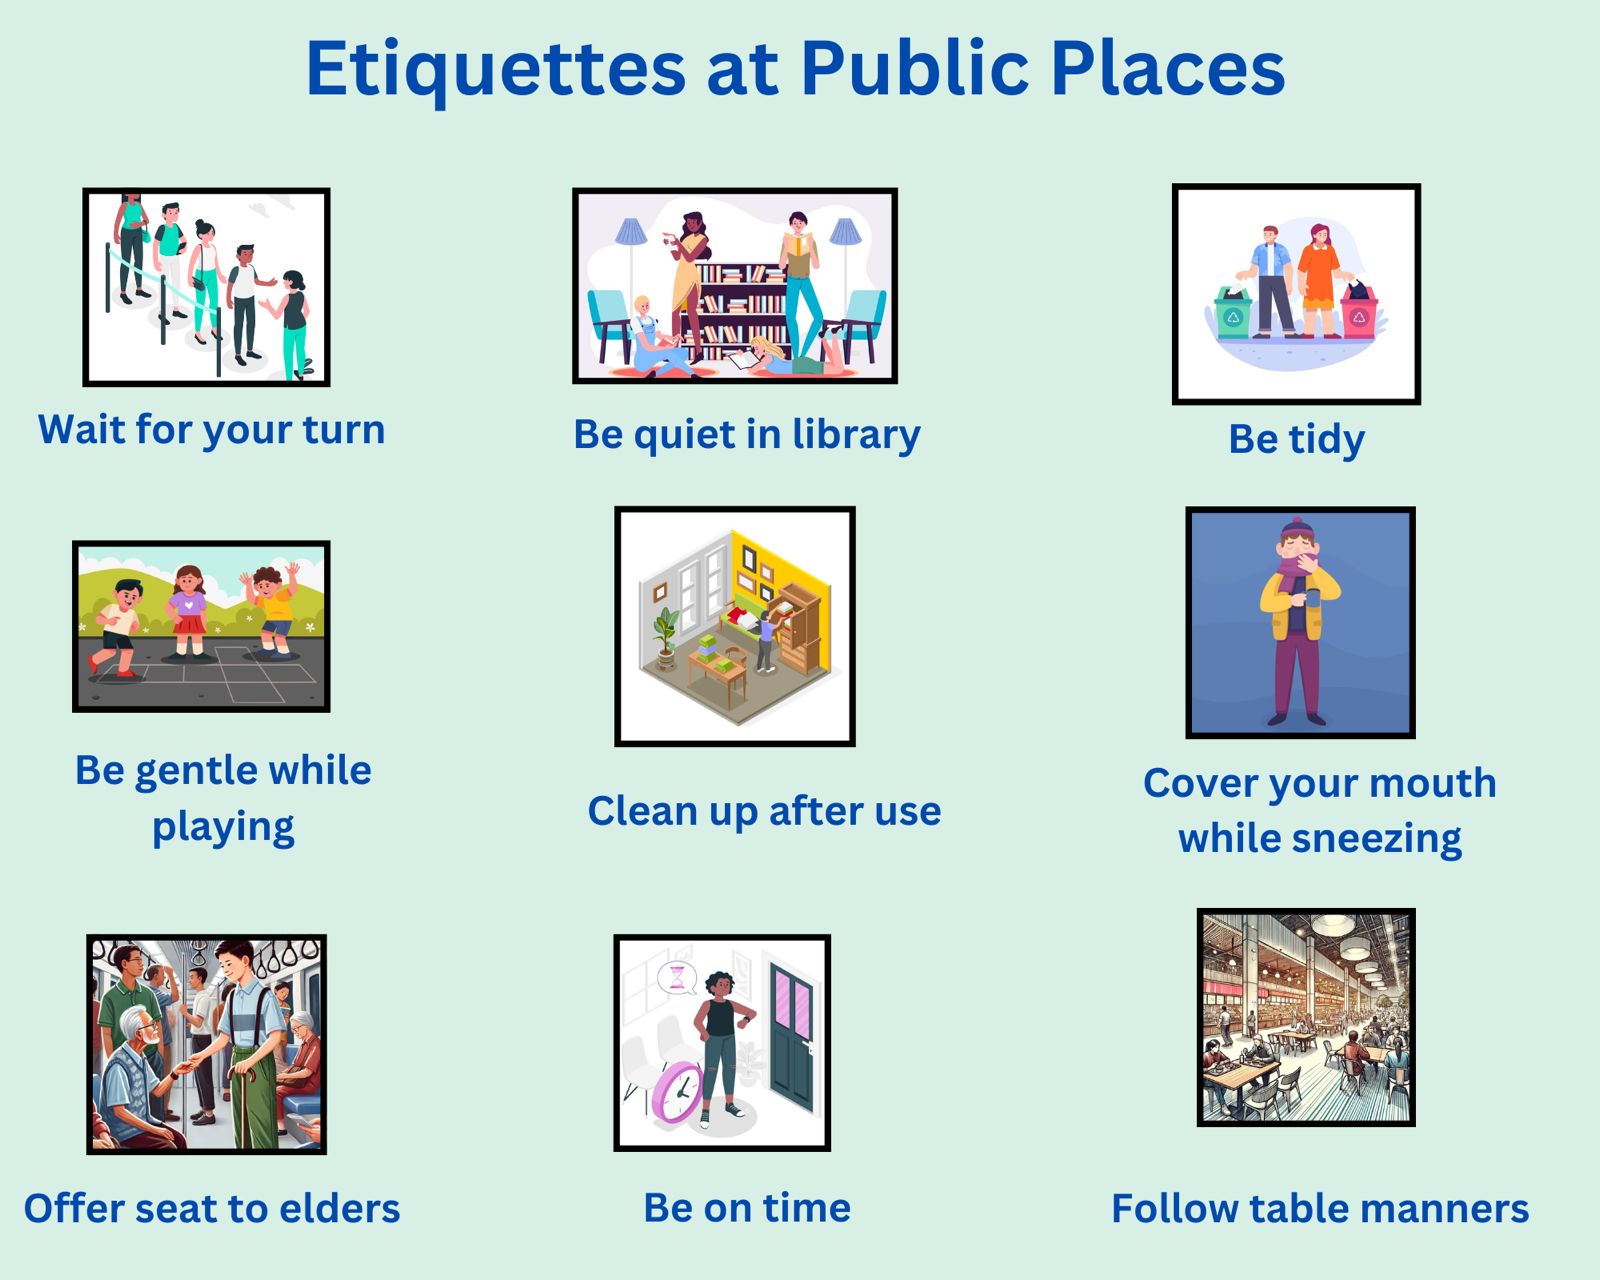 Etiquettes at Public Places
Wait for your turn
Be quiet in library
Be tidy
Be gentle while
playing
Clean up after use
Cover your mouth
while sneezing
Offer seat to elders
Be on time
Follow table manners